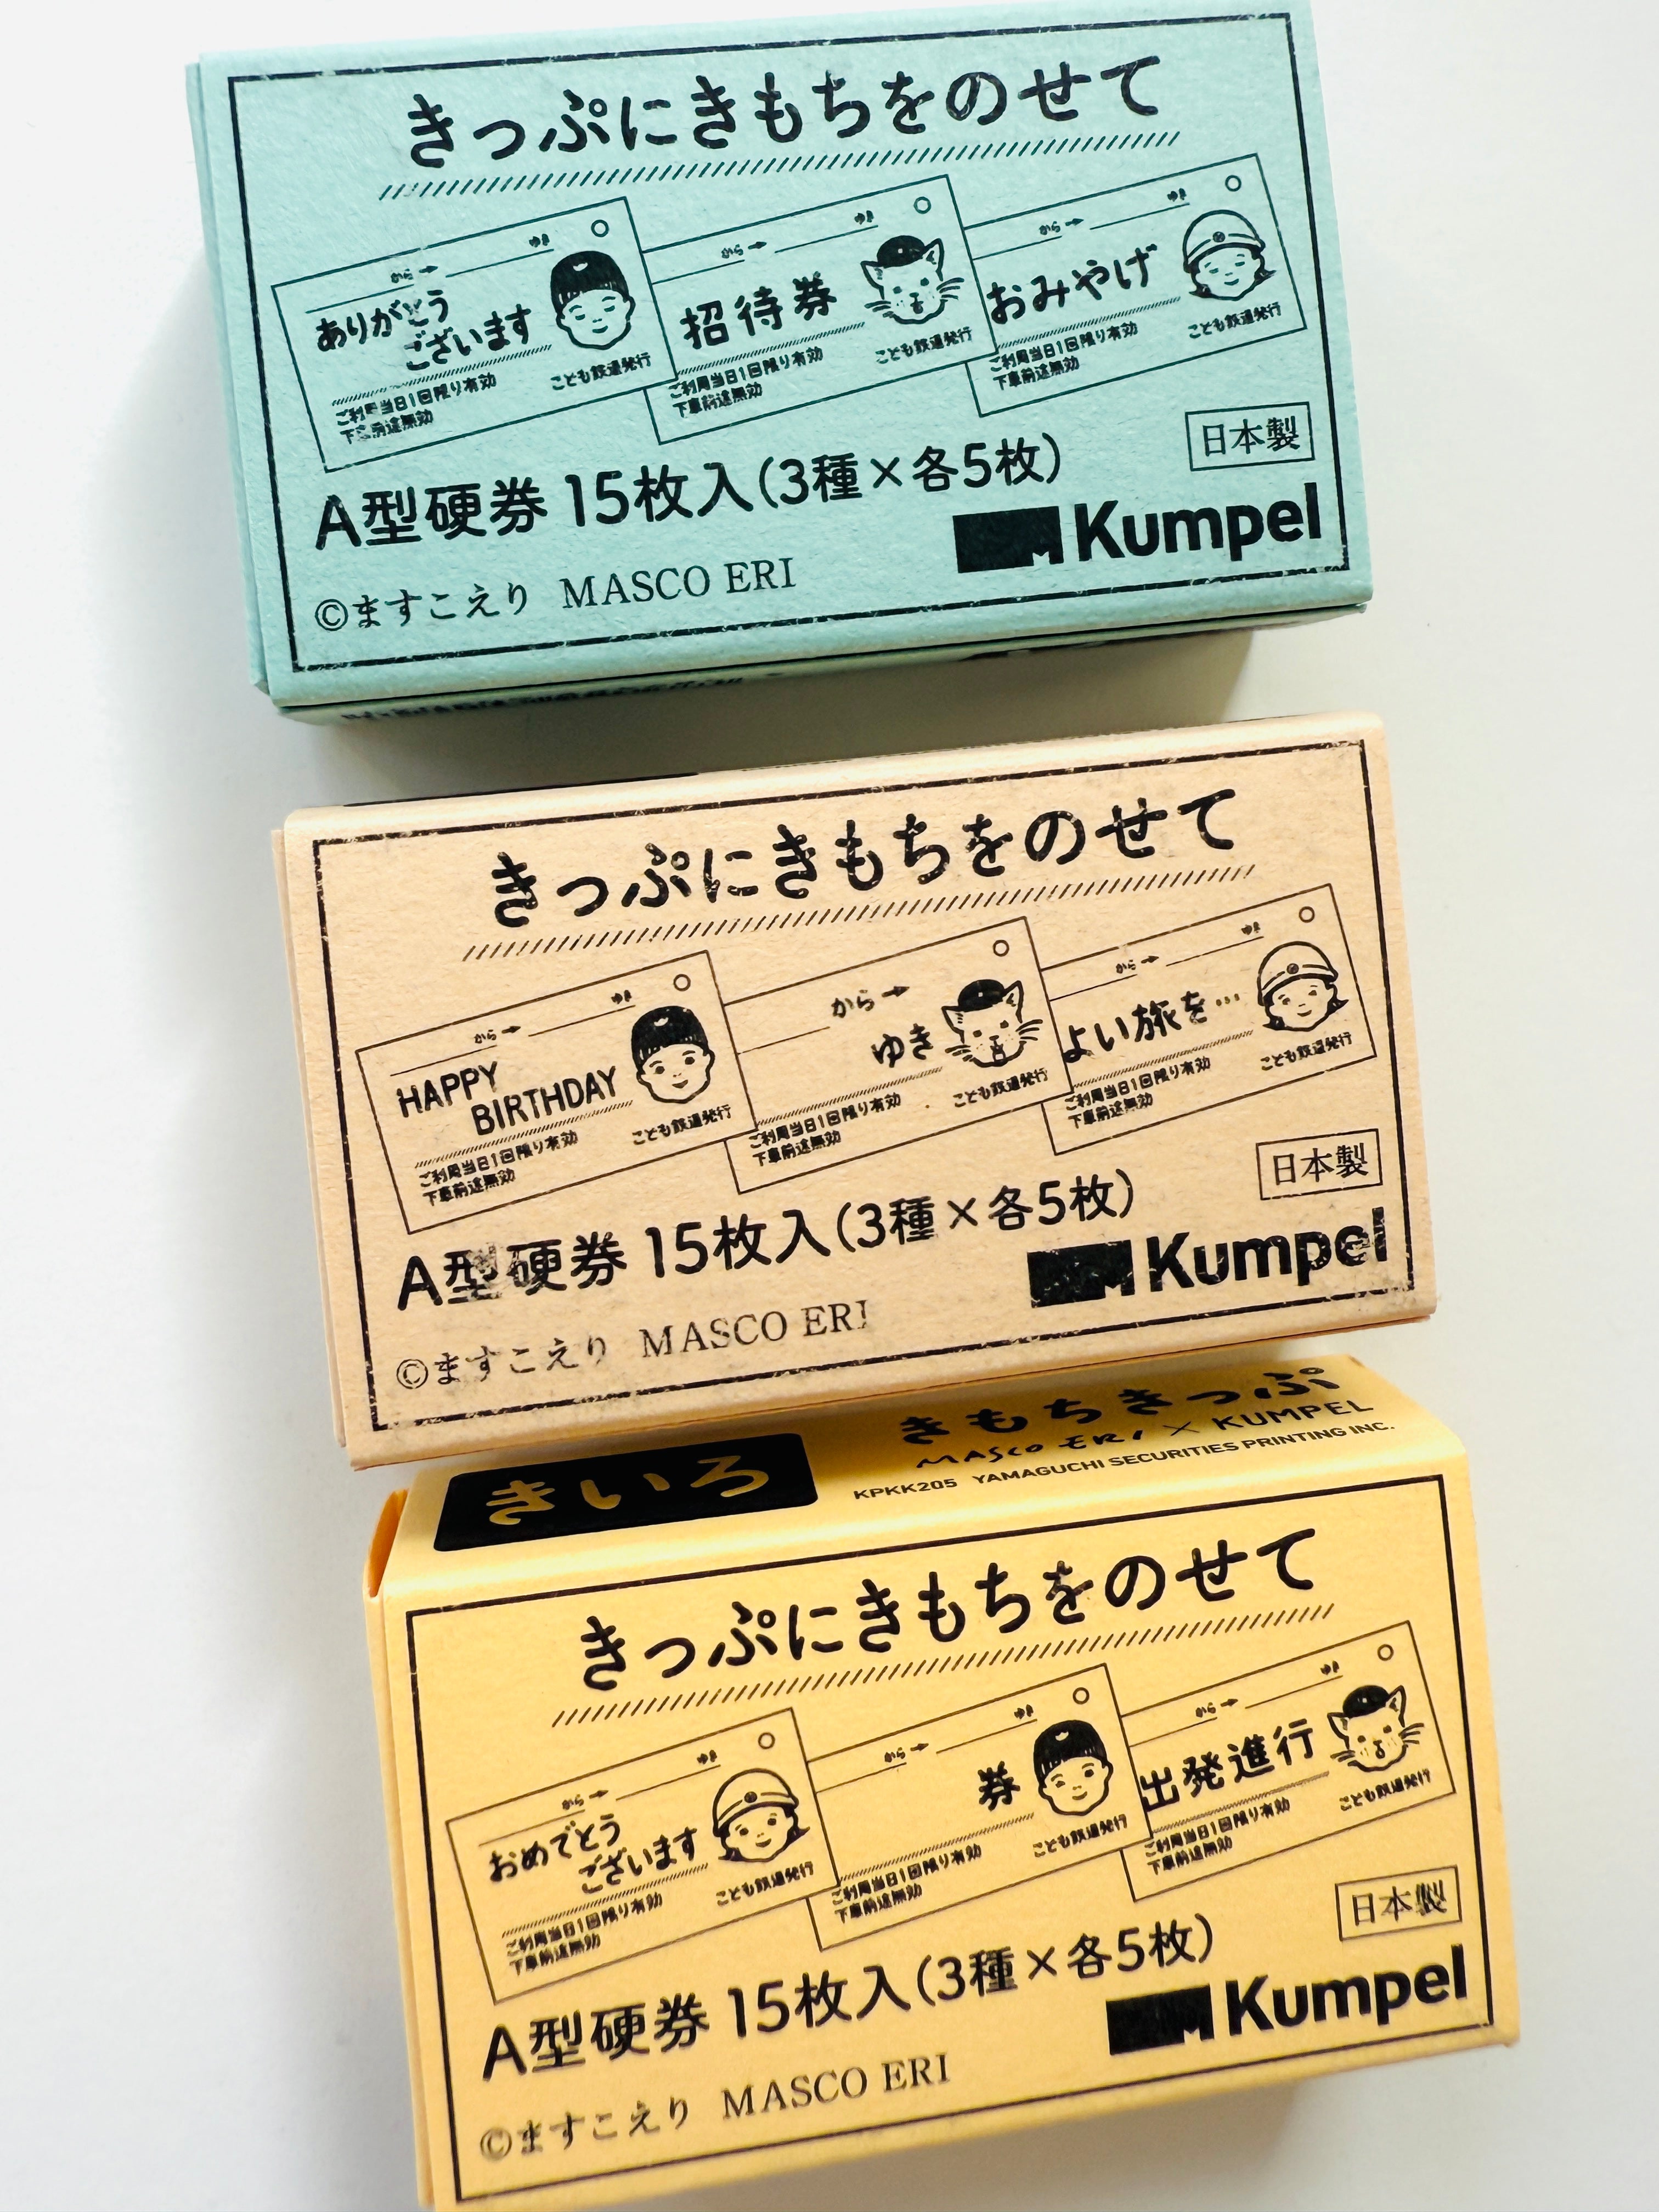 きっぷにきもちをのせて
から→ ゆき
ありがとう
ございます
ご利用当日1回限り有効
下車前途無効
こども鉄道発行
から→ ゆき
招待券
ご利用当日1回限り有効
下車前途無効
こども鉄道発行
から→ ゆき
おみやげ
ご利用当日1回限り有効
下車前途無効
こども鉄道発行
日本製
A型硬券 15枚入(3種×各5枚)
Kumpel
©ますこえり MASCO ERI
きっぷにきもちをのせて
から→ ゆき
HAPPY
BIRTHDAY
ご利用当日1回限り有効
下車前途無効
こども鉄道発行
から→
ゆき
ご利用当日1回限り有効
下車前途無効
こども鉄道発行
から→ ゆき
よい旅を…
ご利用当日1回限り有効
下車前途無効
こども鉄道発行
日本製
A型硬券 15枚入(3種×各5枚)
Kumpel
©ますこえり MASCO ERI
きいろ
きもちきっぷ
MASCO ERI × KUMPEL
KPKK205 YAMAGUCHI SECURITIES PRINTING INC.
きっぷにきもちをのせて
から→ ゆき
おめでとう
ございます
ご利用当日1回限り有効
下車前途無効
こども鉄道発行
から→ ゆき
券
ご利用当日1回限り有効
下車前途無効
こども鉄道発行
から→ ゆき
出発進行
ご利用当日1回限り有効
下車前途無効
こども鉄道発行
日本製
A型硬券 15枚入(3種×各5枚)
Kumpel
©ますこえり MASCO ERI